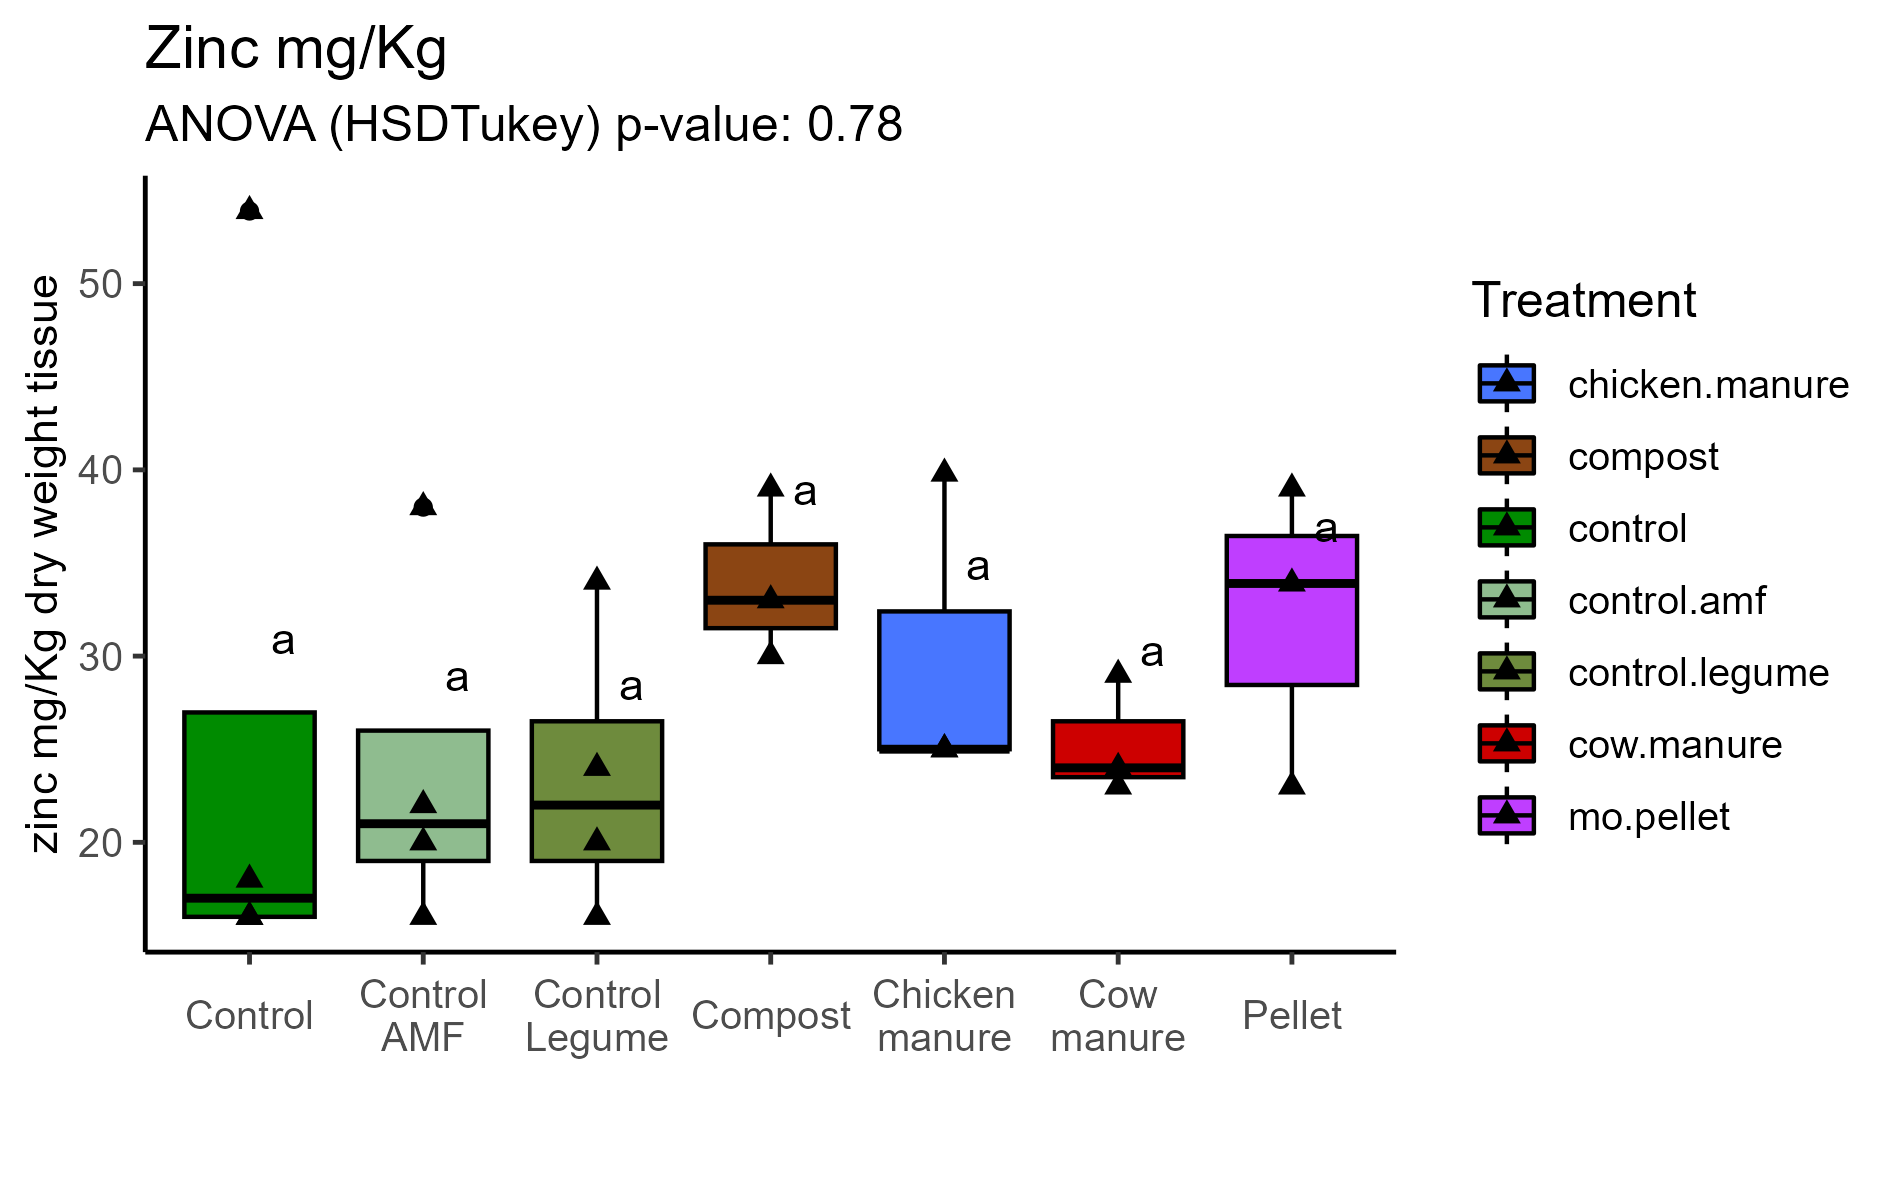 Zinc mg/Kg
ANOVA (HSDTukey) p-value: 0.78
zinc mg/Kg dry weight tissue
50
40
30
20
a
a
a
a
a
a
a
Control
Control
AMF
Control
Legume
Compost
Chicken
manure
Cow
manure
Pellet
Treatment
chicken.manure
compost
control
control.amf
control.legume
cow.manure
mo.pellet